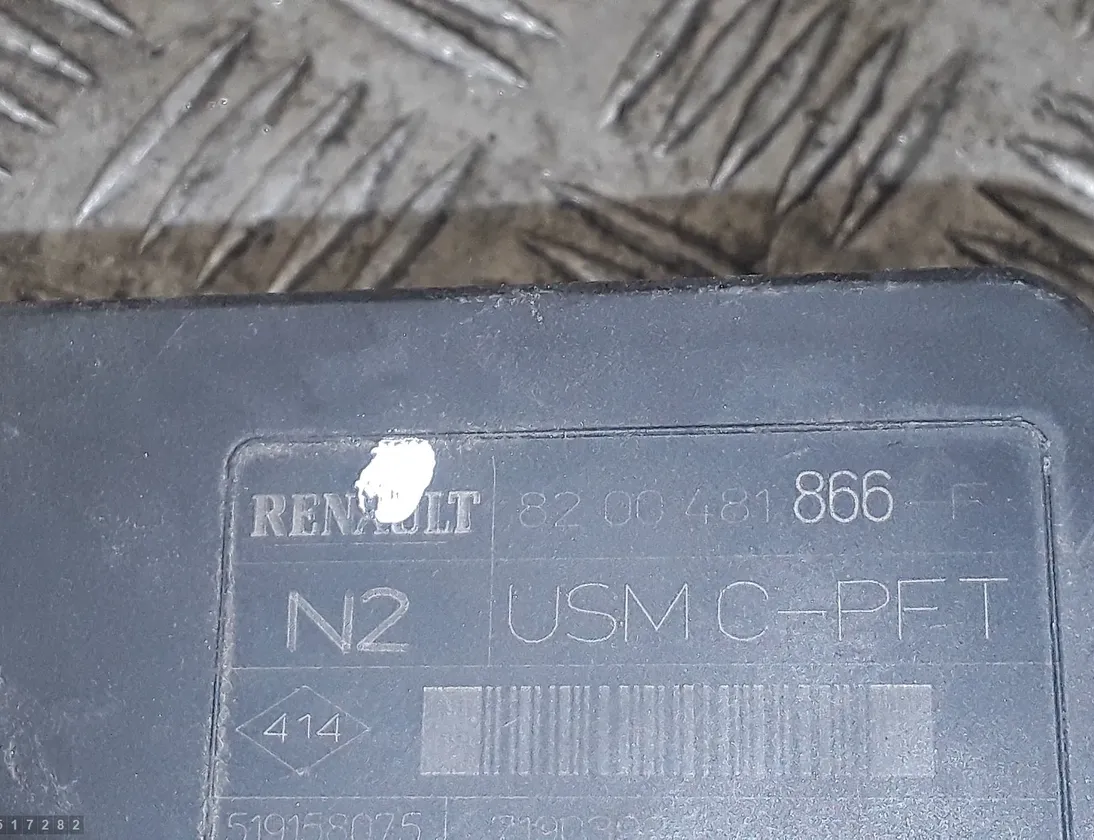 RENAULT 82 00 481 866 -F
N2 USM C-PFT
414
519158075
517282